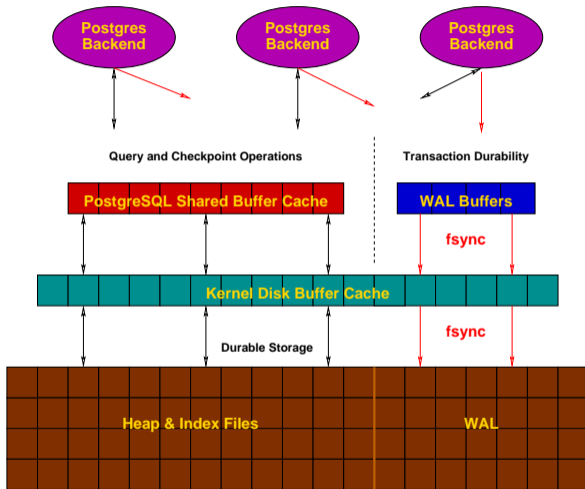 Postgres
Backend
Postgres
Backend
Postgres
Backend
Query and Checkpoint Operations
Transaction Durability
PostgreSQL Shared Buffer Cache
WAL Buffers
fsync
Kernel Disk Buffer Cache
fsync
Durable Storage
Heap & Index Files
WAL